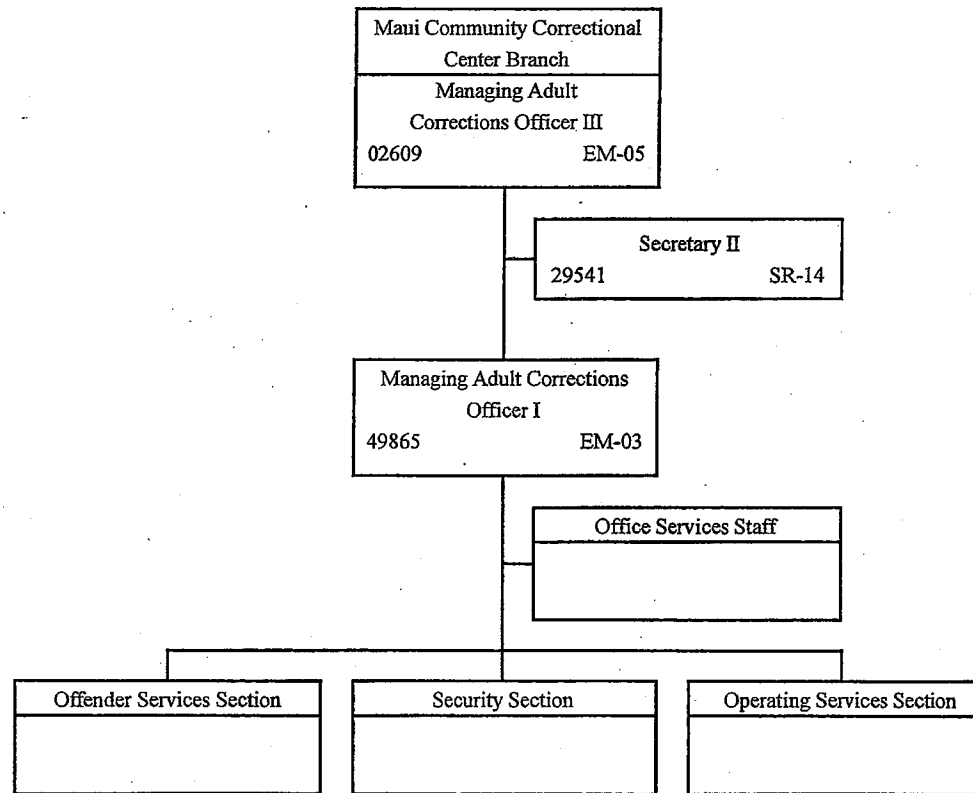 Maui Community Correctional
Center Branch
Managing Adult
Corrections Officer III
02609 EM-05
Secretary II
29541 SR-14
Managing Adult Corrections
Officer I
49865 EM-03
Office Services Staff
Offender Services Section
Security Section
Operating Services Section